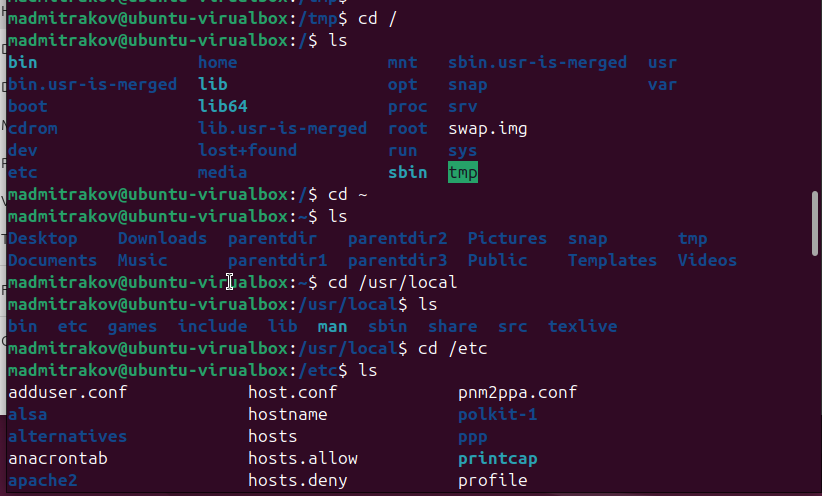 madmitrakov@ubuntu-virualbox:/tmp$ cd /
madmitrakov@ubuntu-virualbox:/$ ls
bin home mnt sbin.usr-is-merged usr
bin.usr-is-merged lib opt snap var
boot lib64 proc srv
cdrom lib.usr-is-merged root swap.img
dev lost+found run sys
etc media sbin tmp
madmitrakov@ubuntu-virualbox:/$ cd ~
madmitrakov@ubuntu-virualbox:~$ ls
Desktop Downloads parentdir parentdir2 Pictures snap tmp
Documents Music parentdir1 parentdir3 Public Templates Videos
madmitrakov@ubuntu-virualbox:~$ cd /usr/local
madmitrakov@ubuntu-virualbox:/usr/local$ ls
bin etc games include lib man sbin share src texlive
madmitrakov@ubuntu-virualbox:/usr/local$ cd /etc
madmitrakov@ubuntu-virualbox:/etc$ ls
adduser.conf host.conf pnm2ppa.conf
alsa hostname polkit-1
alternatives hosts ppp
anacrontab hosts.allow printcap
apache2 hosts.deny profile